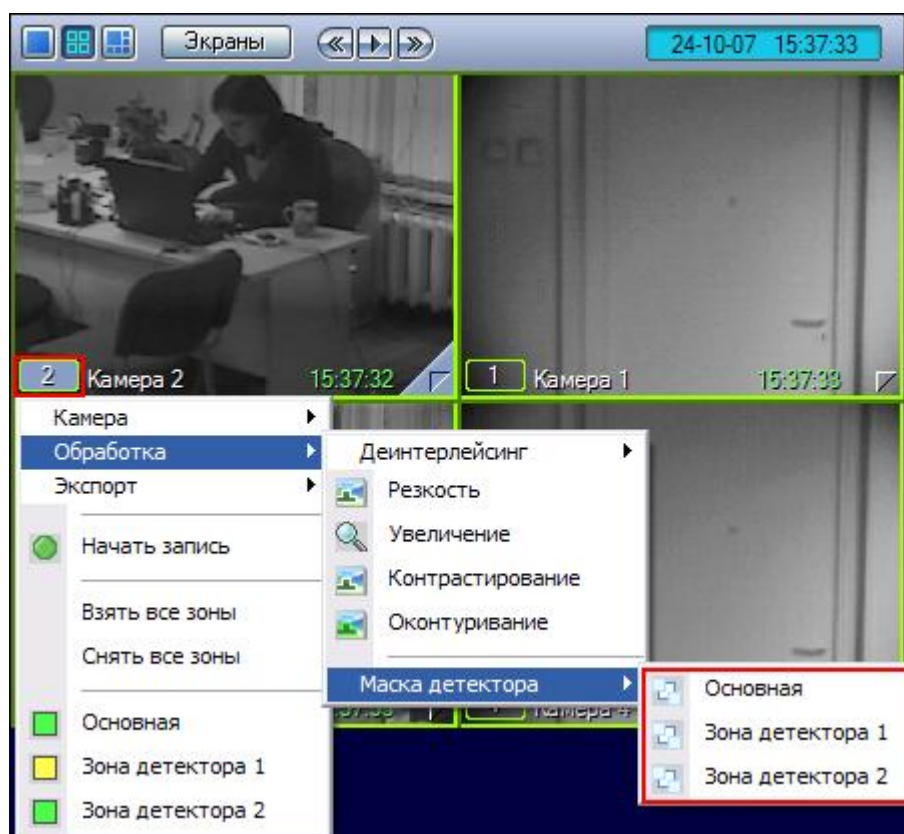 Экраны
24-10-07 15:37:33
2 Камера 2 15:37:32
1 Камера 1 15:37:33
Камера
Обработка
Экспорт
Начать запись
Взять все зоны
Снять все зоны
Основная
Зона детектора 1
Зона детектора 2
Деинтерлейсинг
Резкость
Увеличение
Контрастирование
Оконтуривание
Маска детектора
Основная
Зона детектора 1
Зона детектора 2
Камера 4